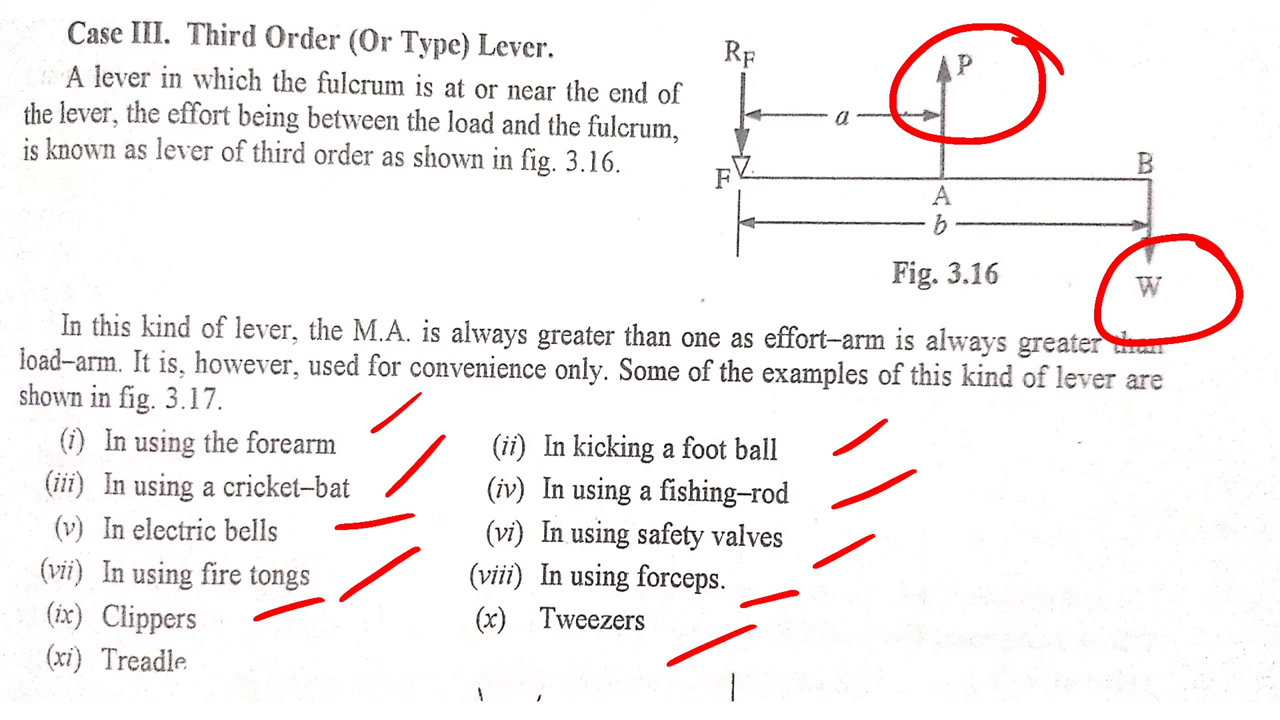 Case III. Third Order (Or Type) Lever.
A lever in which the fulcrum is at or near the end of
the lever, the effort being between the load and the fulcrum,
is known as lever of third order as shown in fig. 3.16.
R_F
P
a
F
A
B
b
W
Fig. 3.16
In this kind of lever, the M.A. is always greater than one as effort–arm is always greater than
load–arm. It is, however, used for convenience only. Some of the examples of this kind of lever are
shown in fig. 3.17.
(i) In using the forearm (ii) In kicking a foot ball
(iii) In using a cricket–bat (iv) In using a fishing–rod
(v) In electric bells (vi) In using safety valves
(vii) In using fire tongs (viii) In using forceps.
(ix) Clippers (x) Tweezers
(xi) Treadle